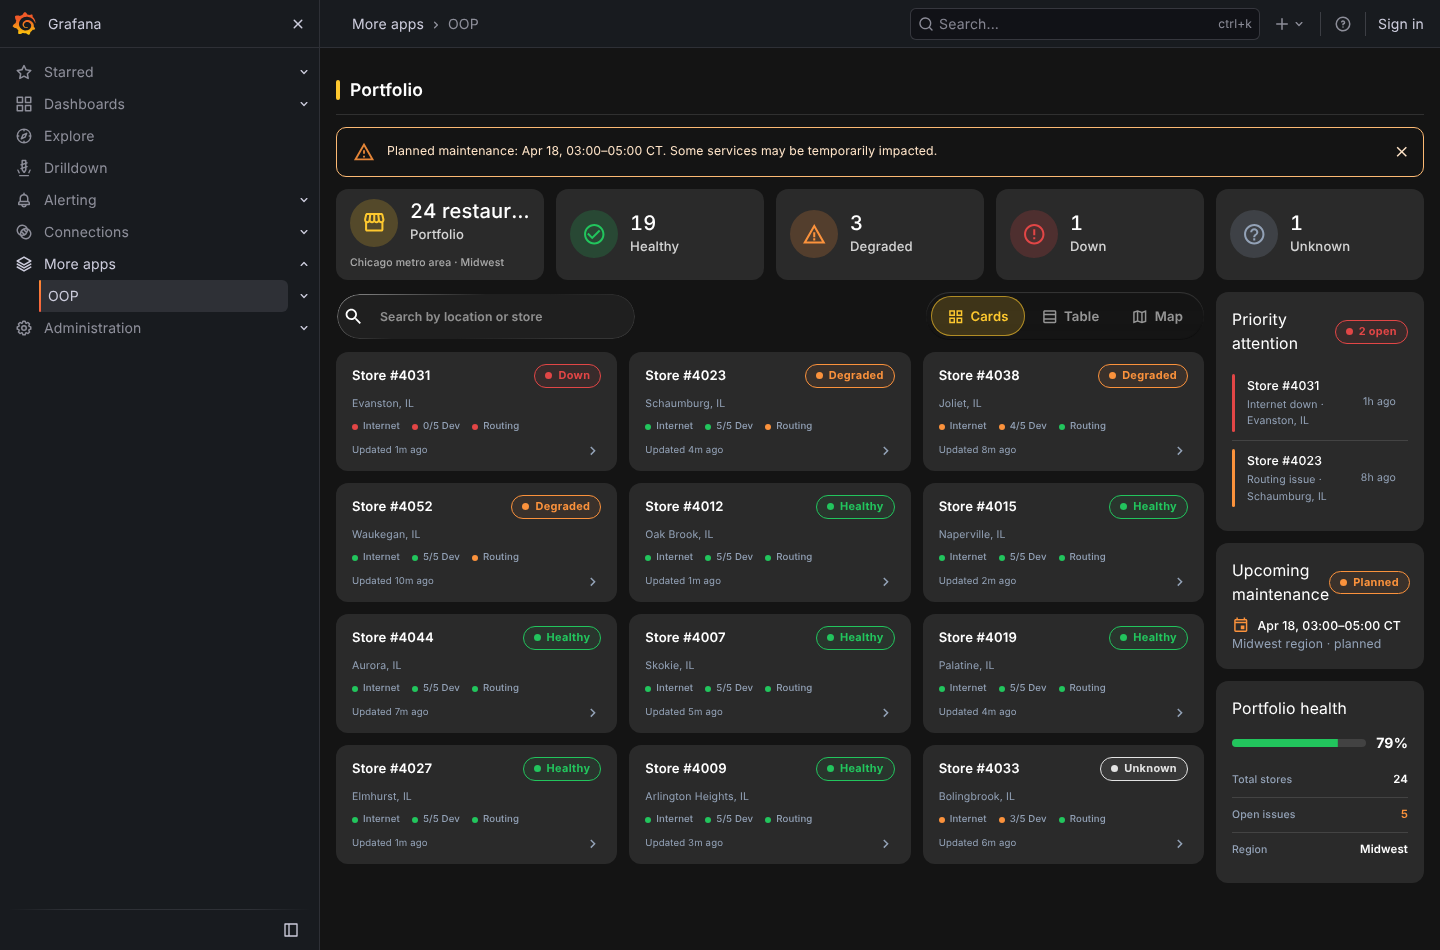 Grafana
More apps › OOP
Search...
ctrl+k
Sign in
Starred
Dashboards
Explore
Drilldown
Alerting
Connections
More apps
OOP
Administration
Portfolio
Planned maintenance: Apr 18, 03:00–05:00 CT. Some services may be temporarily impacted.
24 restaur...
Portfolio
Chicago metro area · Midwest
19
Healthy
3
Degraded
1
Down
1
Unknown
Search by location or store
Cards
Table
Map
Store #4031
Down
Evanston, IL
Internet 0/5 Dev Routing
Updated 1m ago
Store #4023
Degraded
Schaumburg, IL
Internet 5/5 Dev Routing
Updated 4m ago
Store #4038
Degraded
Joliet, IL
Internet 4/5 Dev Routing
Updated 8m ago
Store #4052
Degraded
Waukegan, IL
Internet 5/5 Dev Routing
Updated 10m ago
Store #4012
Healthy
Oak Brook, IL
Internet 5/5 Dev Routing
Updated 1m ago
Store #4015
Healthy
Naperville, IL
Internet 5/5 Dev Routing
Updated 2m ago
Store #4044
Healthy
Aurora, IL
Internet 5/5 Dev Routing
Updated 7m ago
Store #4007
Healthy
Skokie, IL
Internet 5/5 Dev Routing
Updated 5m ago
Store #4019
Healthy
Palatine, IL
Internet 5/5 Dev Routing
Updated 4m ago
Store #4027
Healthy
Elmhurst, IL
Internet 5/5 Dev Routing
Updated 1m ago
Store #4009
Healthy
Arlington Heights, IL
Internet 5/5 Dev Routing
Updated 3m ago
Store #4033
Unknown
Bolingbrook, IL
Internet 3/5 Dev Routing
Updated 6m ago
Priority
attention
2 open
Store #4031
Internet down ·
Evanston, IL
1h ago
Store #4023
Routing issue ·
Schaumburg, IL
8h ago
Upcoming
maintenance
Planned
Apr 18, 03:00–05:00 CT
Midwest region · planned
Portfolio health
79%
Total stores 24
Open issues 5
Region Midwest